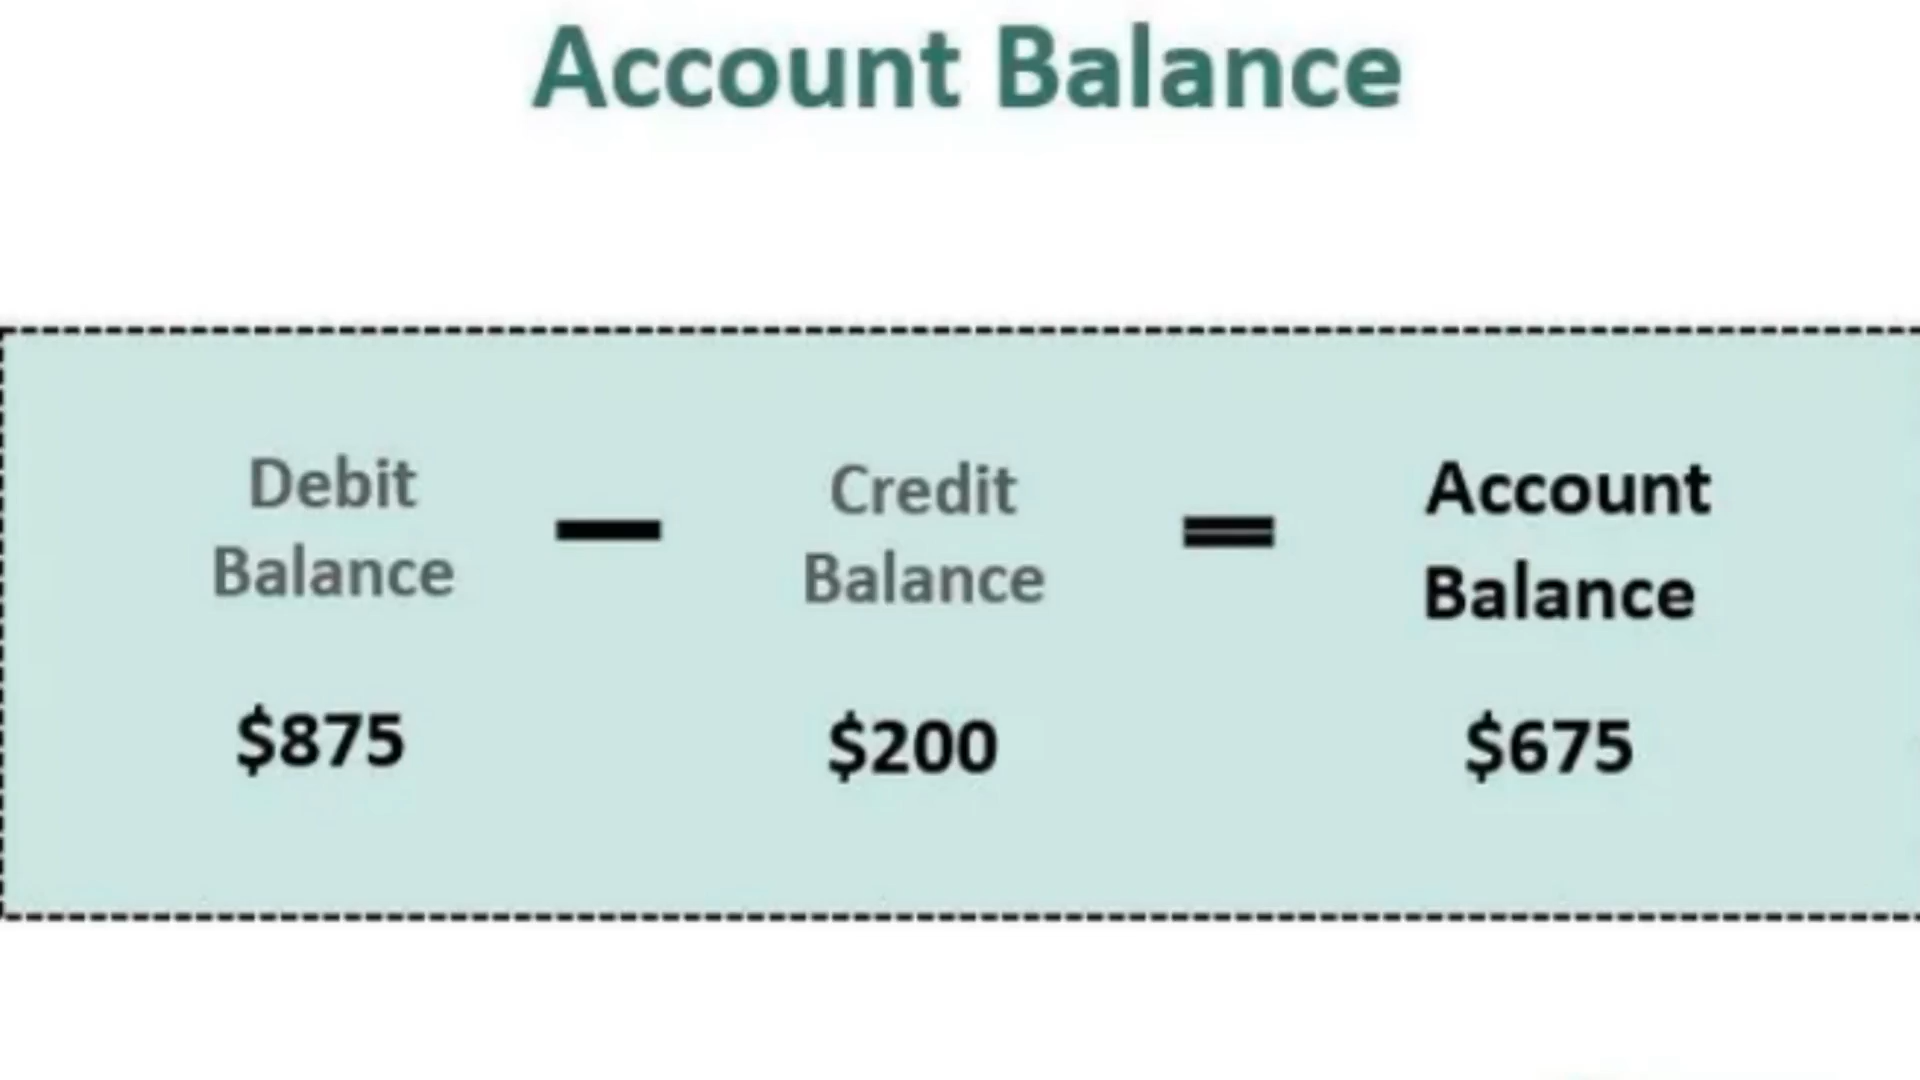 Account Balance
Debit
Balance
—
Credit
Balance
=
Account
Balance
$875
$200
$675